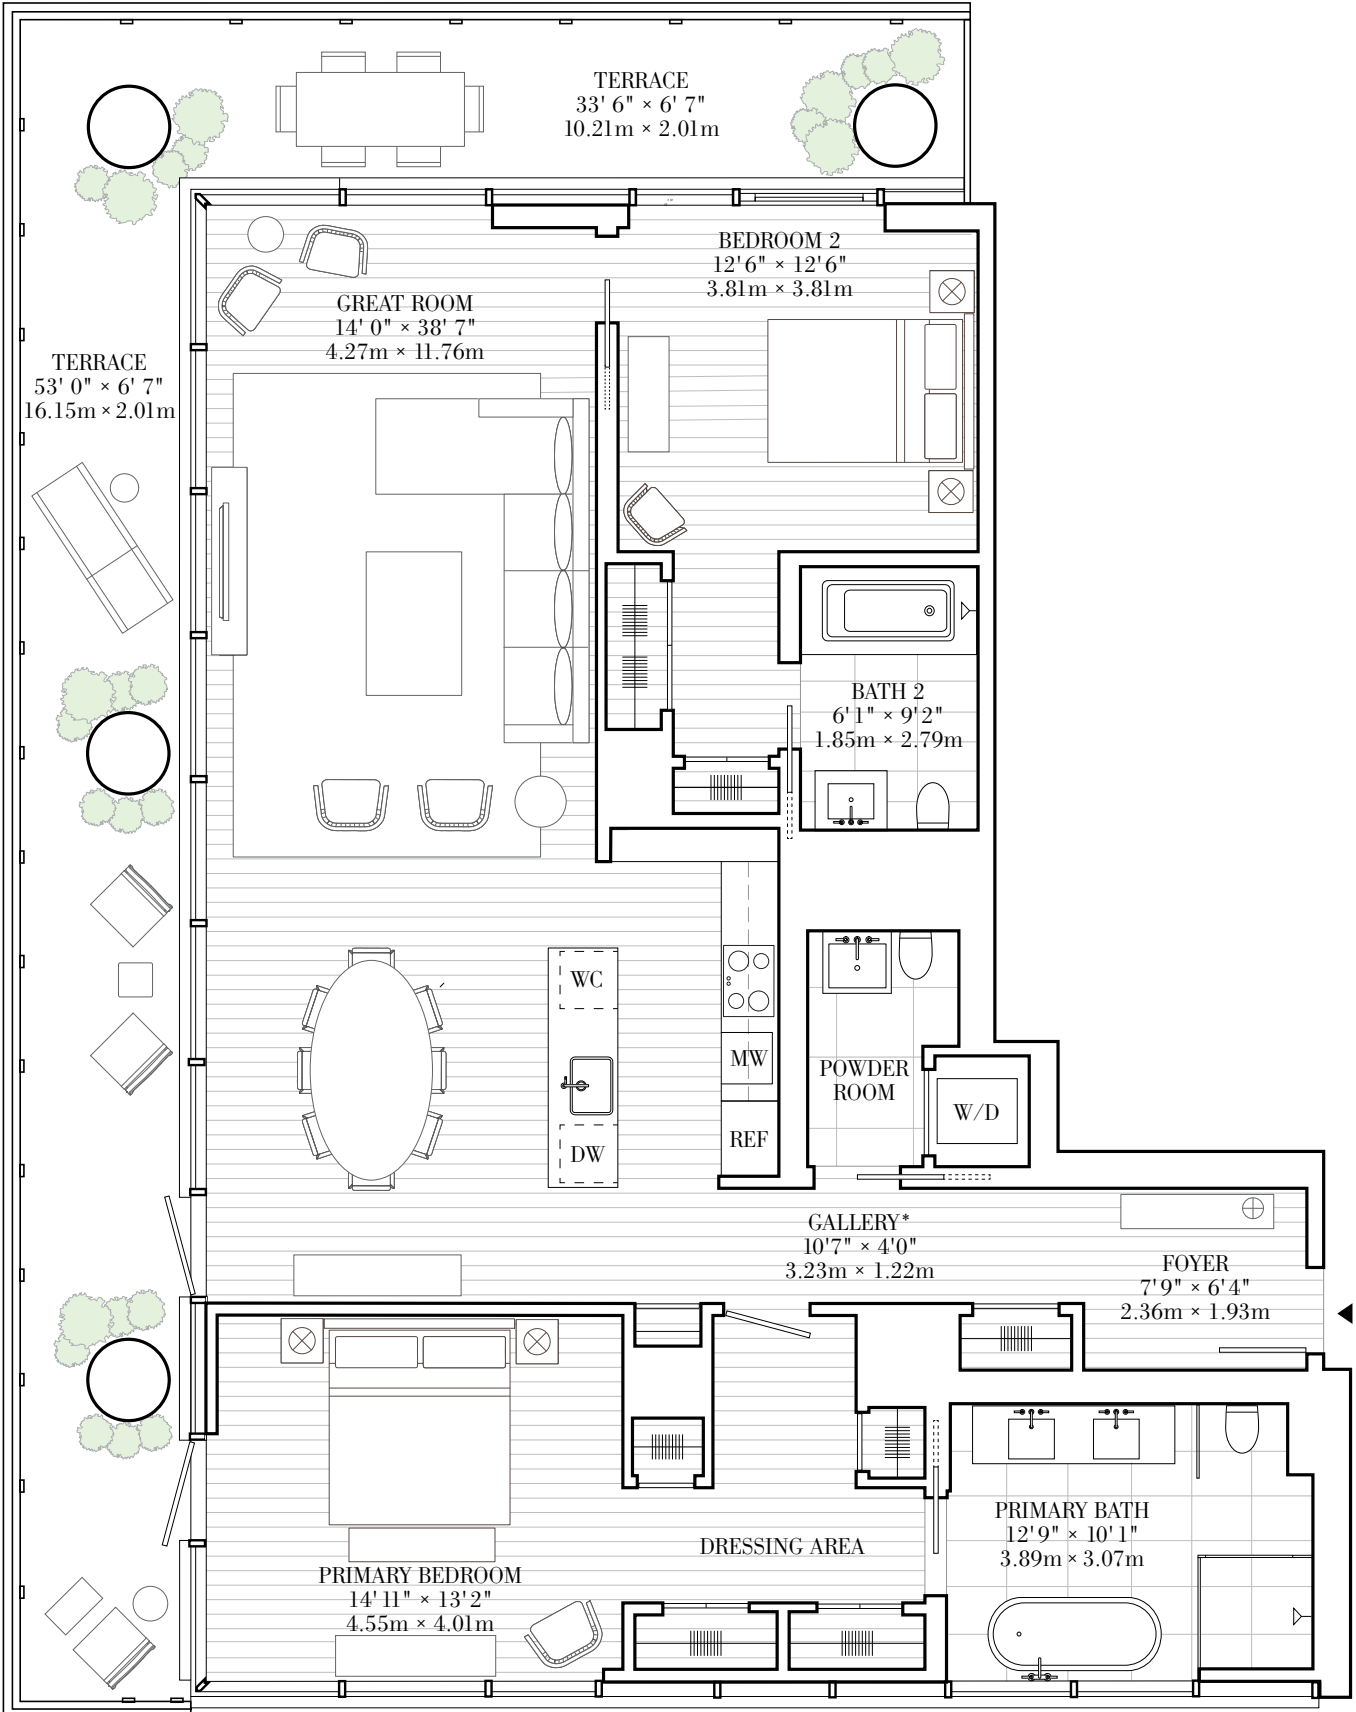 TERRACE
33' 6" × 6' 7"
10.21m × 2.01m
BEDROOM 2
12'6" × 12'6"
3.81m × 3.81m
GREAT ROOM
14' 0" × 38' 7"
4.27m × 11.76m
TERRACE
53' 0" × 6' 7"
16.15m × 2.01m
BATH 2
6'1" × 9'2"
1.85m × 2.79m
WC
MW
POWDER
ROOM
W/D
REF
DW
GALLERY*
10'7" × 4'0"
3.23m × 1.22m
FOYER
7'9" × 6'4"
2.36m × 1.93m
PRIMARY BATH
12'9" × 10'1"
3.89m × 3.07m
DRESSING AREA
PRIMARY BEDROOM
14'11" × 13'2"
4.55m × 4.01m